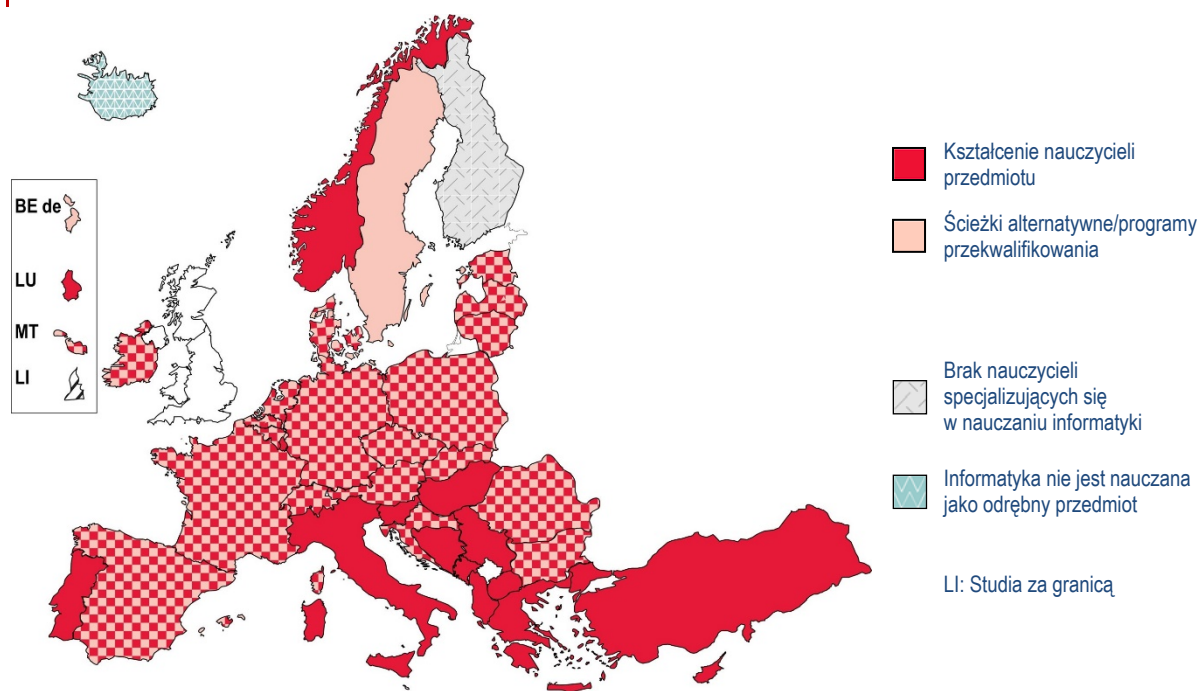 BE de
LU
MT
LI
Kształcenie nauczycieli
przedmiotu
Ścieżki alternatywne/programy
przekwalifikowania
Brak nauczycieli
specjalizujących się
w nauczaniu informatyki
Informatyka nie jest nauczana
jako odrębny przedmiot
LI: Studia za granicą